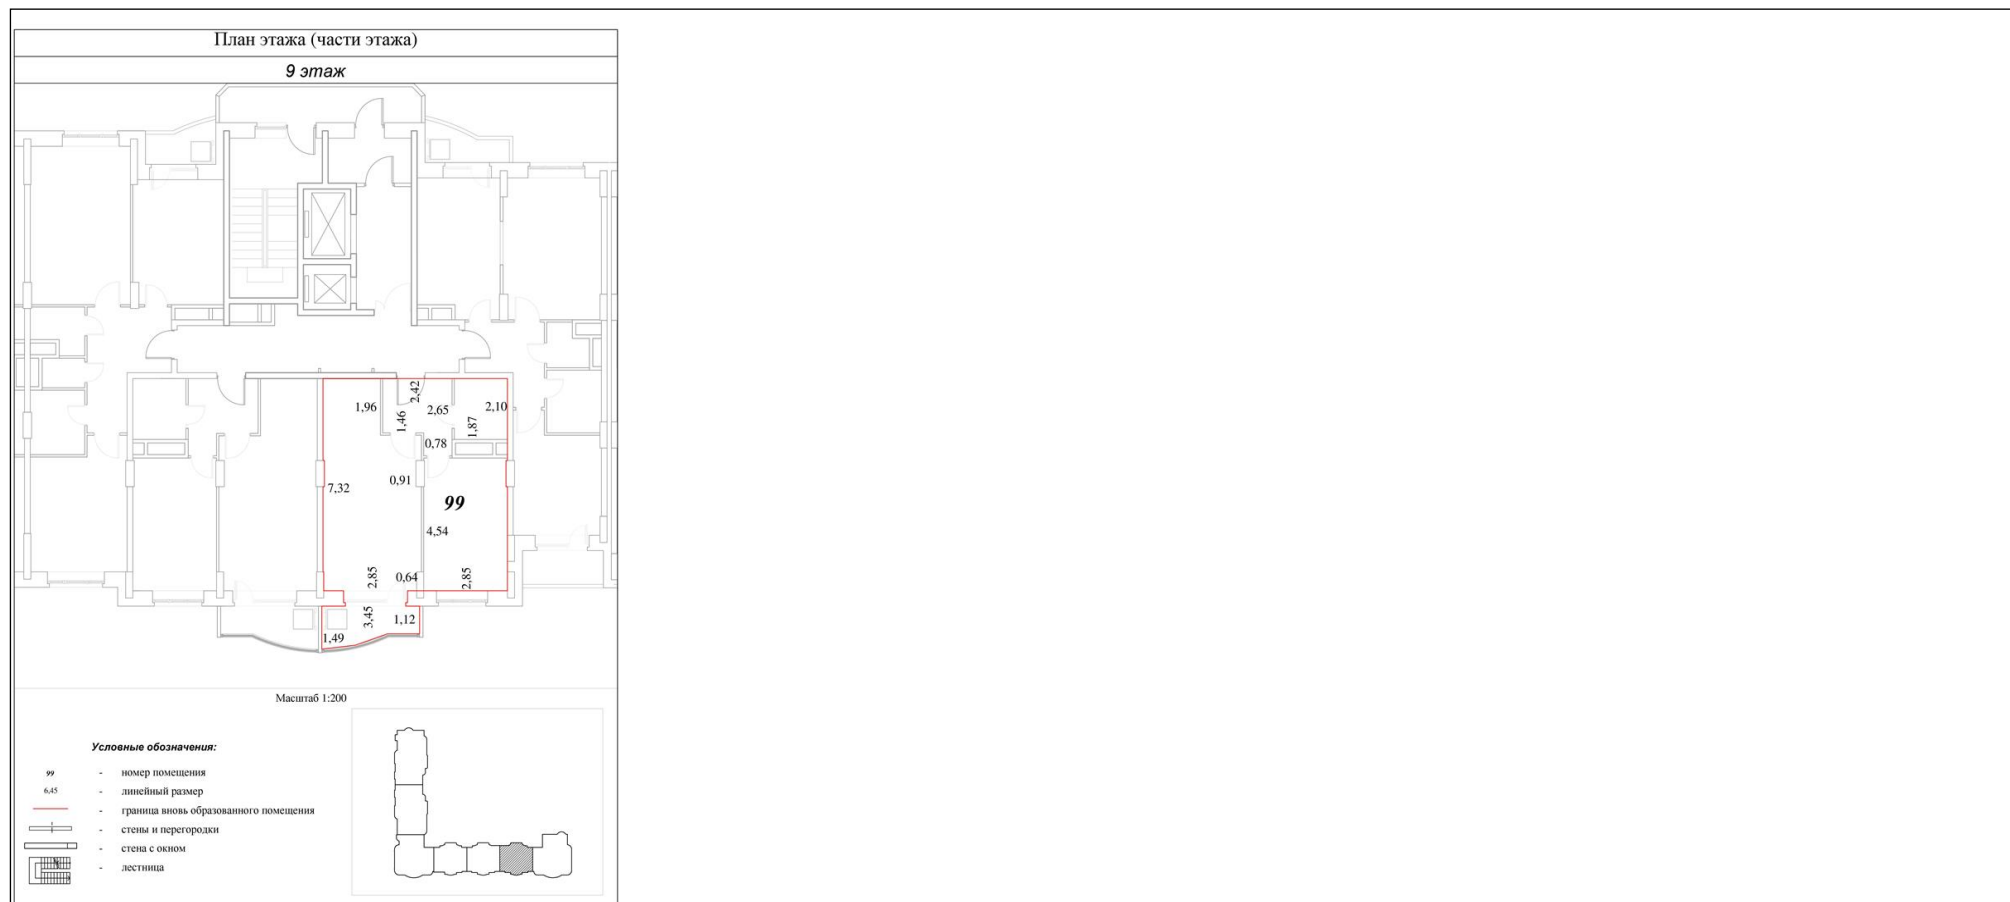 План этажа (части этажа)
9 этаж
2,42
1,96
2,65
2,10
1,46
1,87
0,78
7,32
0,91
99
4,54
2,85
0,64
2,85
3,45
1,12
1,49
Масштаб 1:200
Условные обозначения:
99 - номер помещения
6,45 - линейный размер
- граница вновь образованного помещения
- стены и перегородки
- стена с окном
- лестница